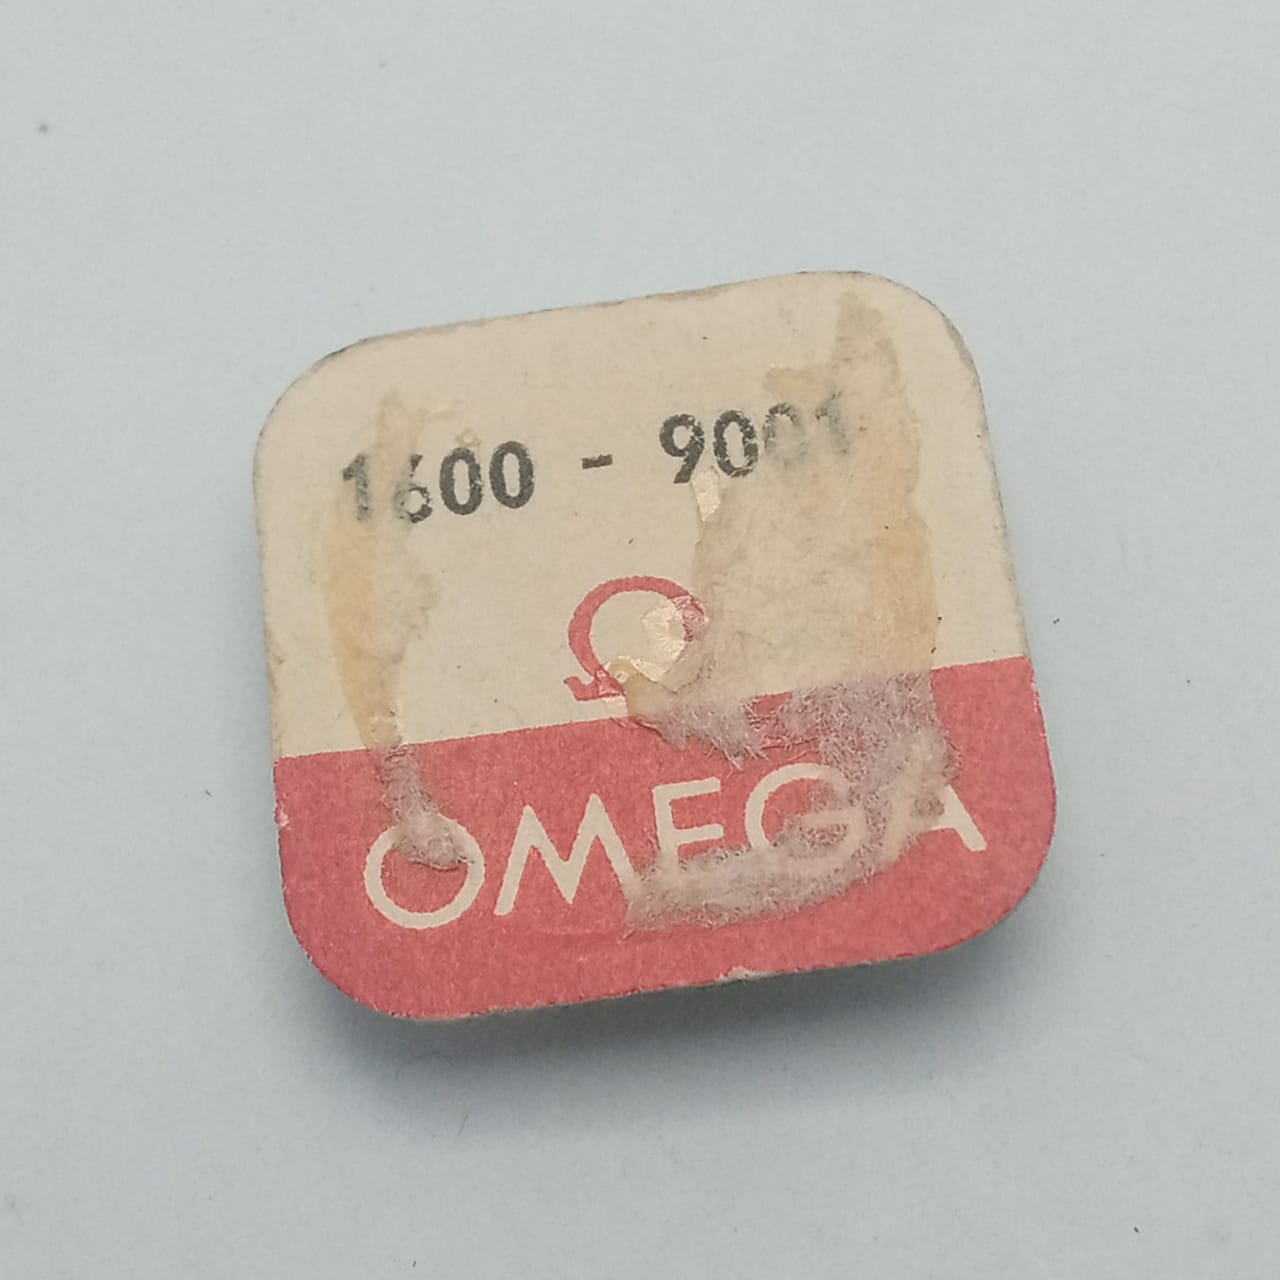 1600 - 9001
Ω
OMEGA